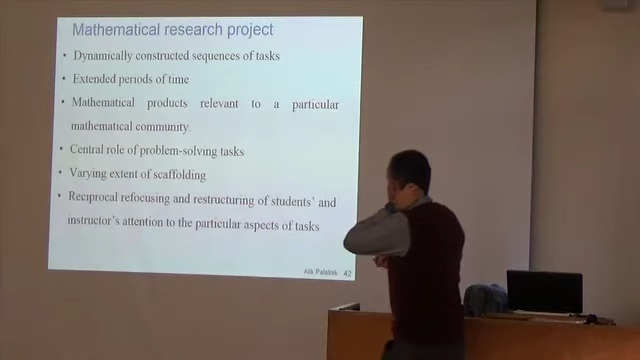 Mathematical research project
• Dynamically constructed sequences of tasks
• Extended periods of time
• Mathematical products relevant to a particular
mathematical community.
• Central role of problem-solving tasks
• Varying extent of scaffolding
• Reciprocal refocusing and restructuring of students' and
instructor's attention to the particular aspects of tasks
Alik Palatnik 42